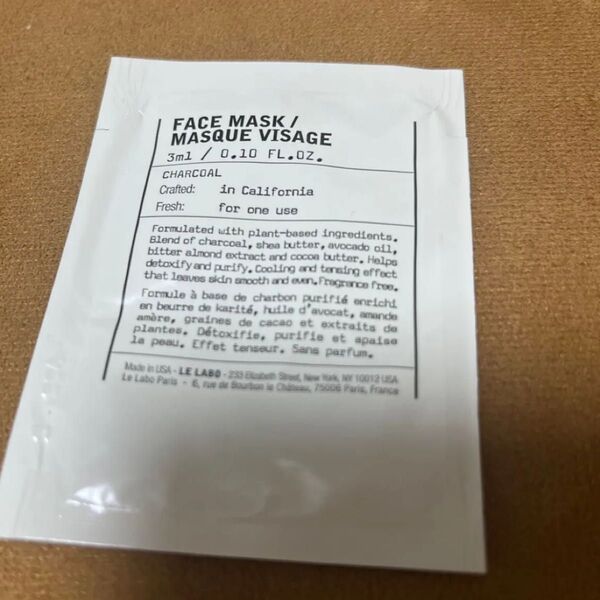 FACE MASK /
MASQUE VISAGE
3ml / 0.10 FL.OZ.
CHARCOAL
Crafted: in California
Fresh: for one use
Formulated with plant-based ingredients.
Blend of charcoal, shea butter, avocado oil,
bitter almond extract and cocoa butter. Helps
detoxify and purify. Cooling and tensing effect
that leaves skin smooth and even. Fragrance free.
Formule à base de charbon purifié enrichi
en beurre de karité, huile d'avocat, amande
amère, graines de cacao et extraits de
plantes. Détoxifie, purifie et apaise
la peau. Effet tenseur. Sans parfum.
Made in USA - LE LABO - 233 Elizabeth Street, New York, NY 10012 USA
Le Labo Paris - 6, rue de Bourbon le Château, 75006 Paris, France